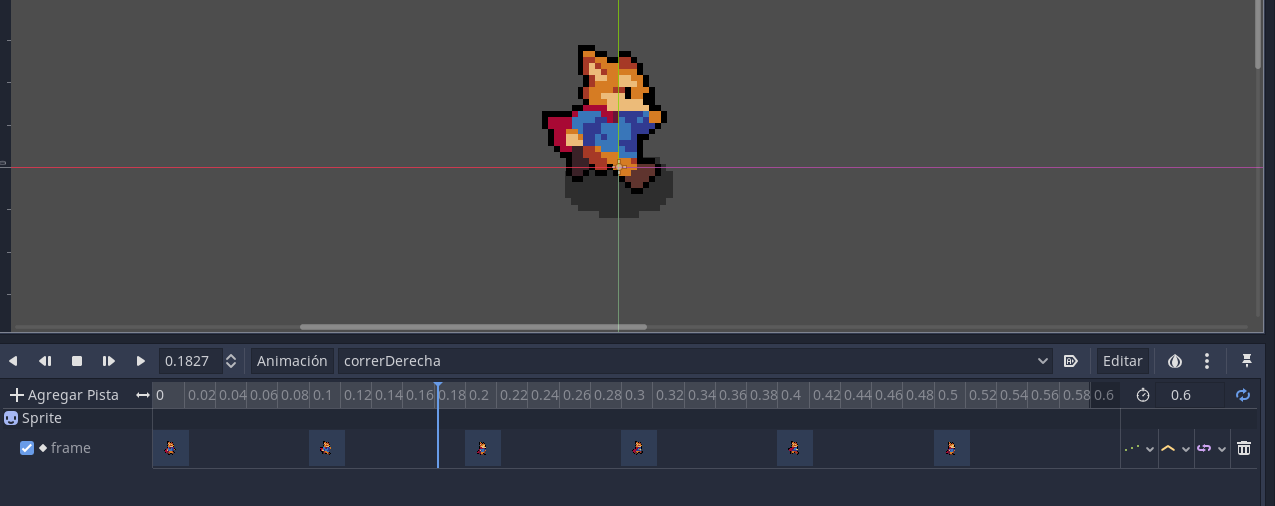 0
0.1827 Animación correrDerecha Editar
Agregar Pista 0 0.02 0.04 0.06 0.08 0.1 0.12 0.14 0.16 0.18 0.2 0.22 0.24 0.26 0.28 0.3 0.32 0.34 0.36 0.38 0.4 0.42 0.44 0.46 0.48 0.5 0.52 0.54 0.56 0.58 0.6 0.6
Sprite
frame